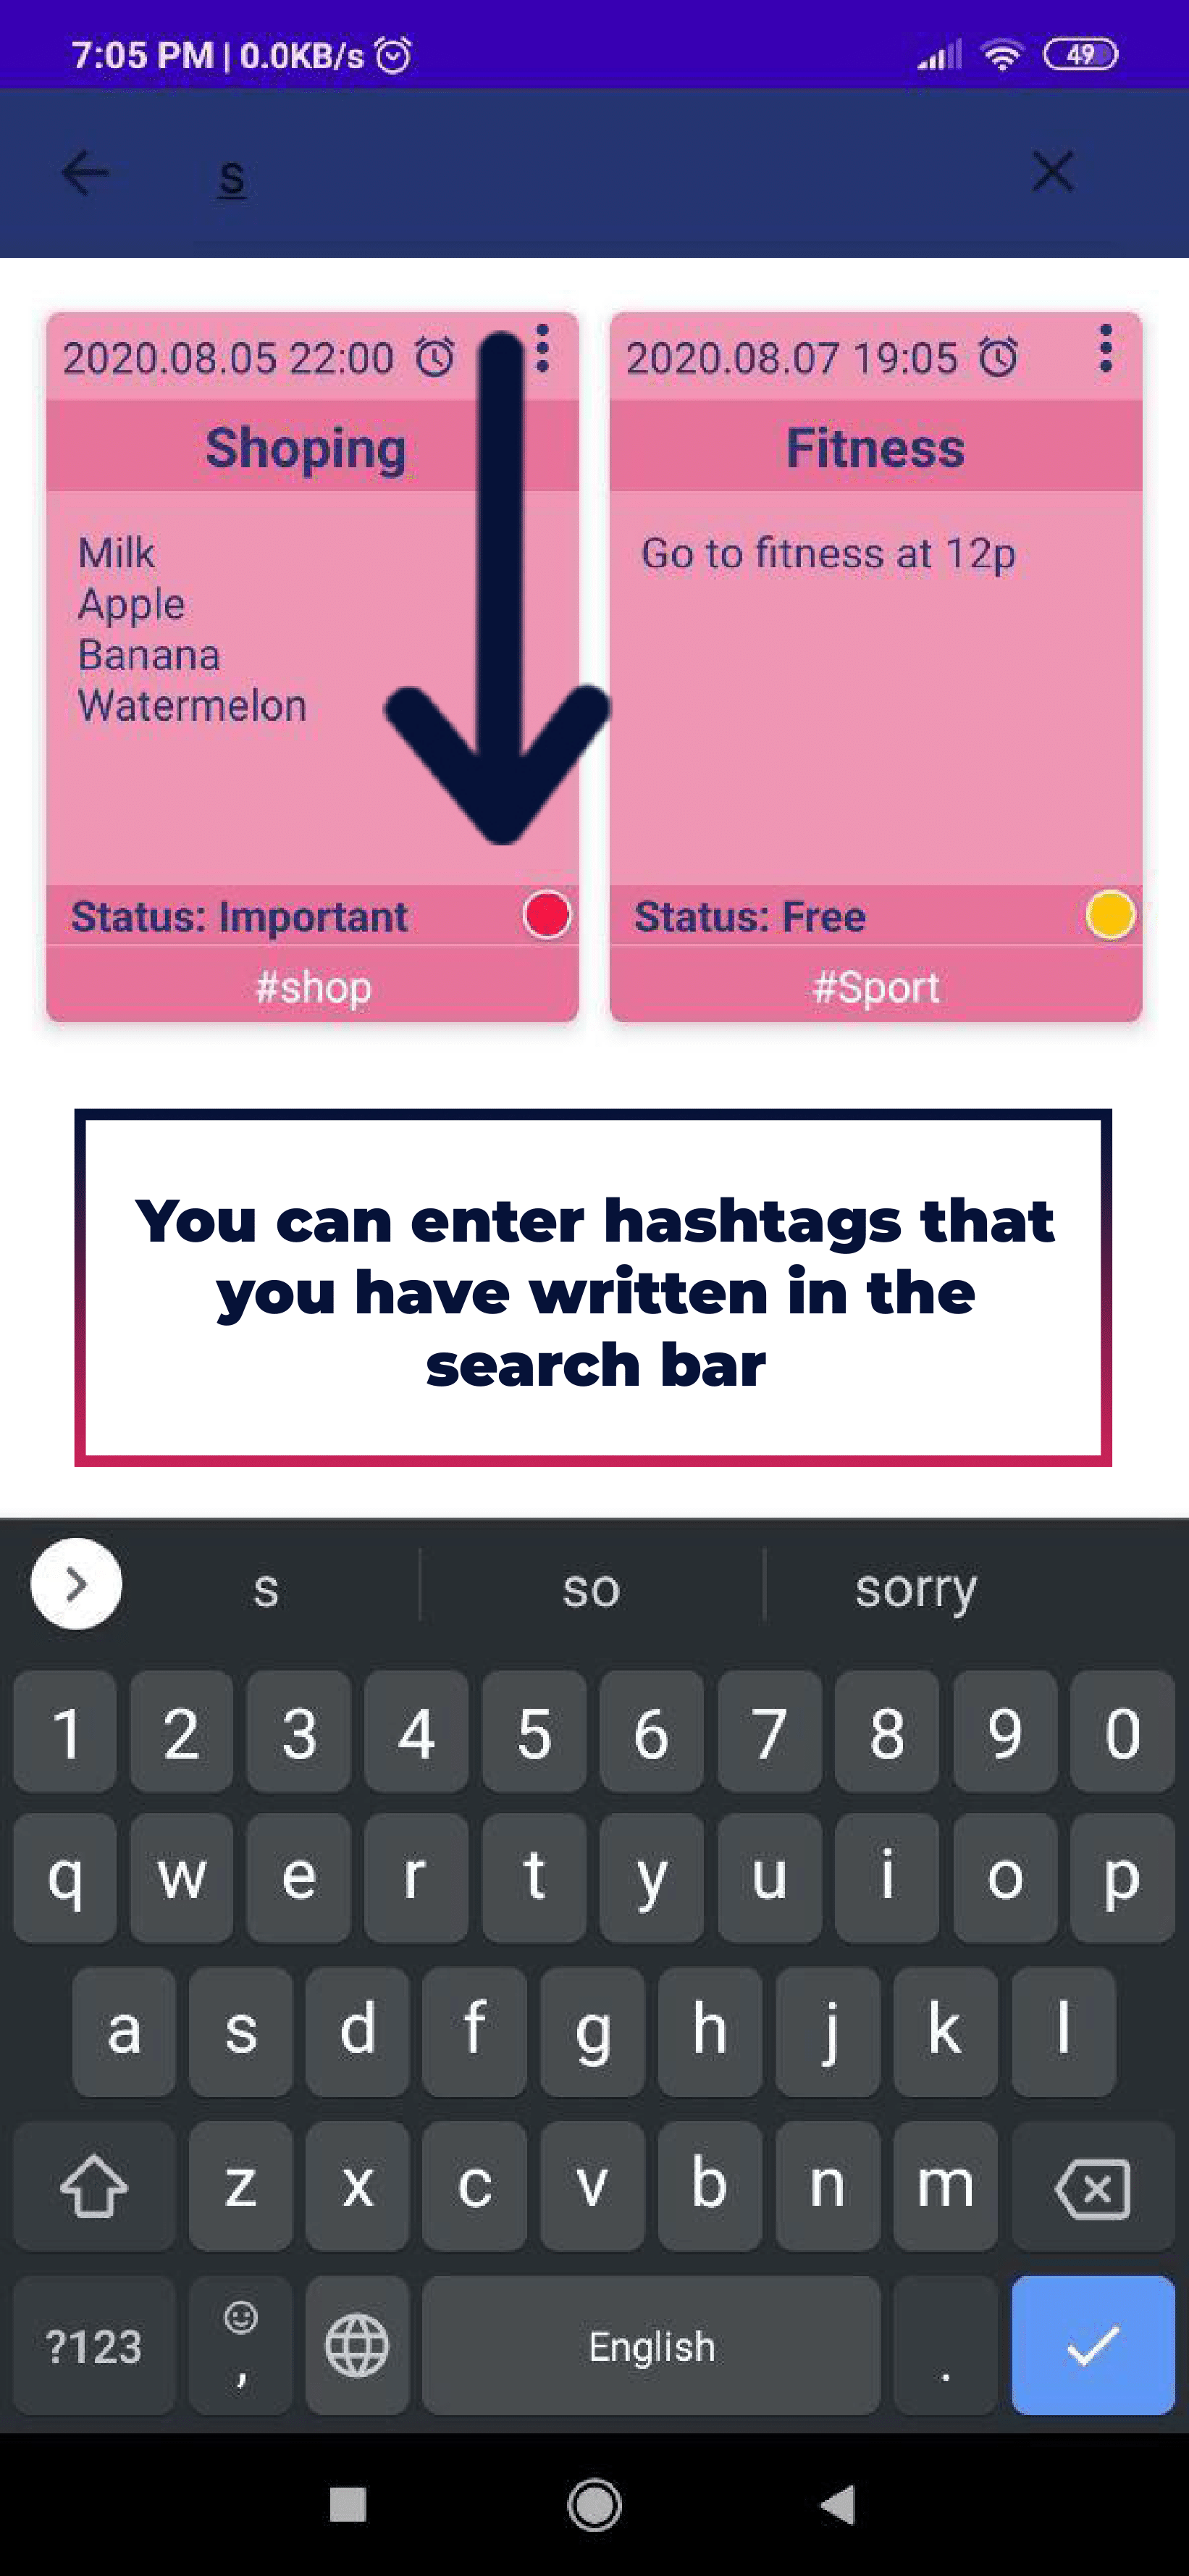 7:05 PM | 0.0KB/s
49
s
2020.08.05 22:00
Shoping
Milk
Apple
Banana
Watermelon
Status: Important
#shop
2020.08.07 19:05
Fitness
Go to fitness at 12p
Status: Free
#Sport
You can enter hashtags that
you have written in the
search bar
s so sorry
1 2 3 4 5 6 7 8 9 0
q w e r t y u i o p
a s d f g h j k l
z x c v b n m
?123 , English .